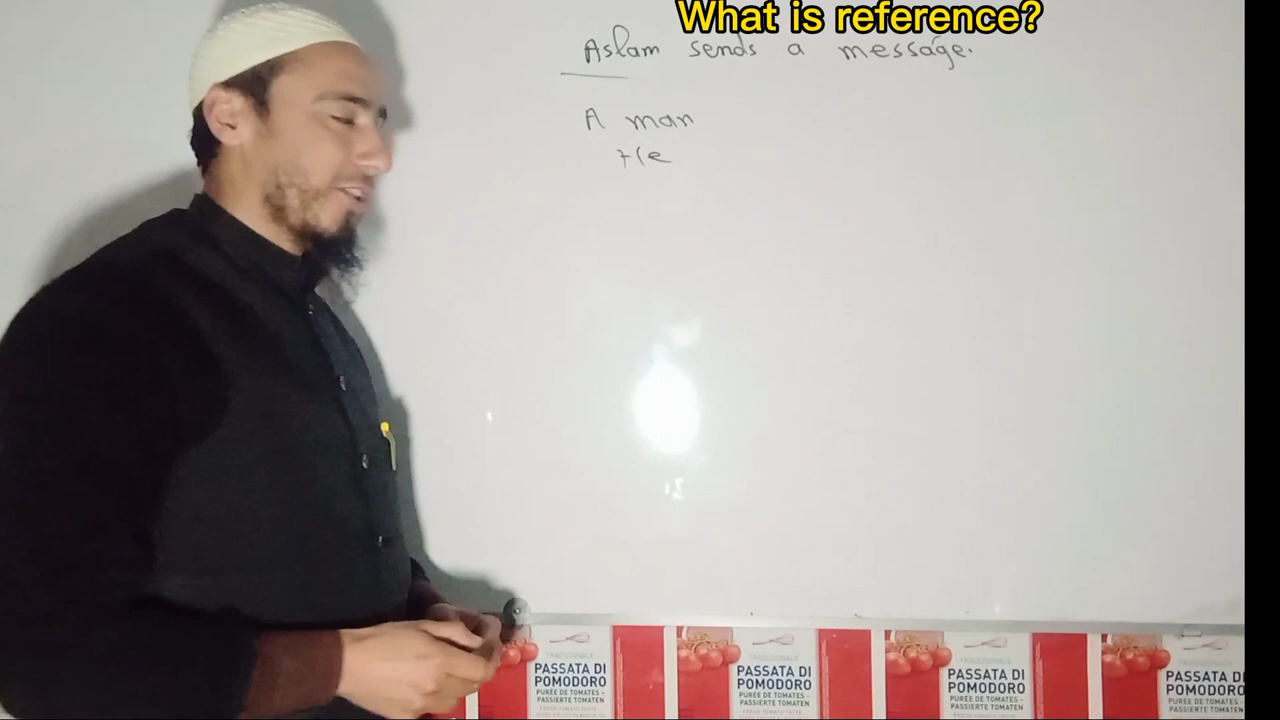 What is reference?
Aslam sends a message.
A man
He
PASSATA DI
POMODORO
PURÉE DE TOMATES -
PASSIERTE TOMATEN
TRADIZIONALE
PASSATA DI
POMODORO
PURÉE DE TOMATES -
PASSIERTE TOMATEN
TRADIZIONALE
PASSATA DI
POMODORO
PURÉE DE TOMATES -
PASSIERTE TOMATEN
PASSATA D
POMODORO
PURÉE DE TOMATES
PASSIERTE TOMATEN